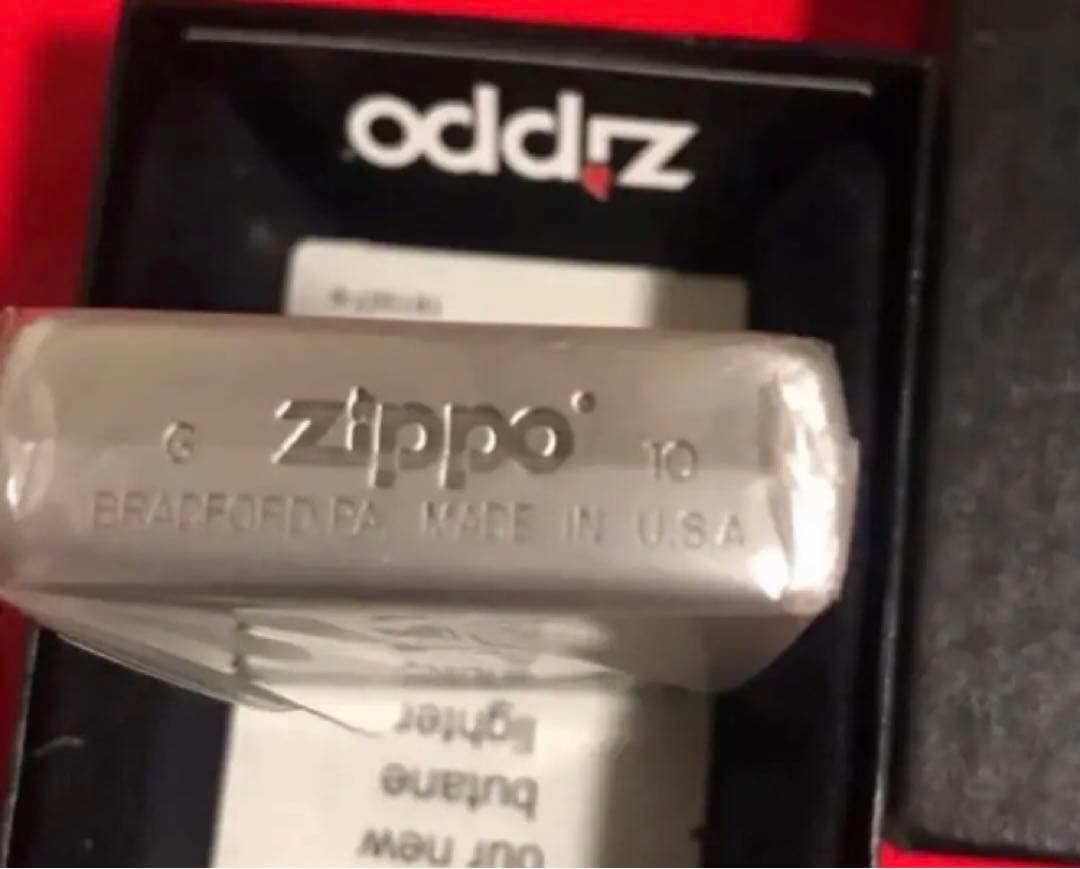 zippo
G zippo 10
BRADFORD.PA. MADE IN U.S.A
lighter
butane
our new